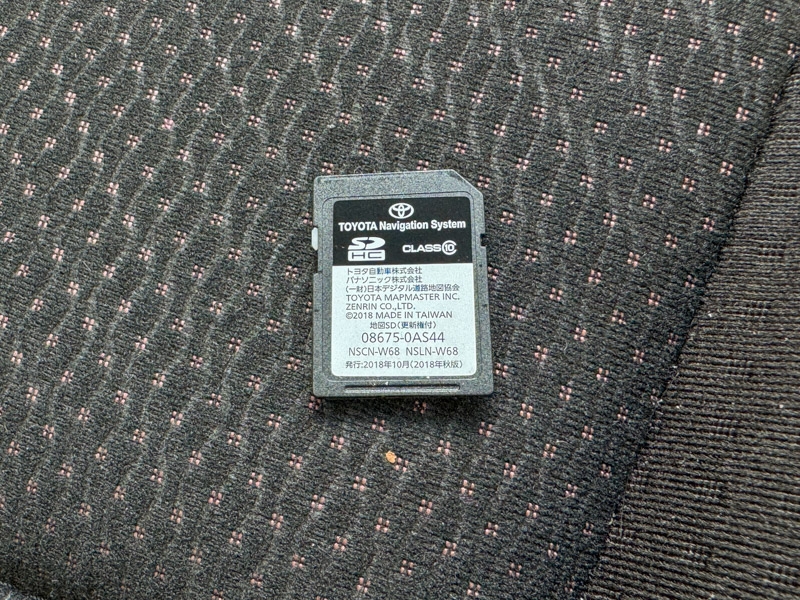 TOYOTA Navigation System
SD HC CLASS10
トヨタ自動車株式会社
パナソニック株式会社
(一財)日本デジタル道路地図協会
TOYOTA MAPMASTER INC.
ZENRIN CO.,LTD.
©2018 MADE IN TAIWAN
地図SD(更新権付)
08675-0AS44
NSCN-W68 NSLN-W68
発行:2018年10月(2018年秋版)